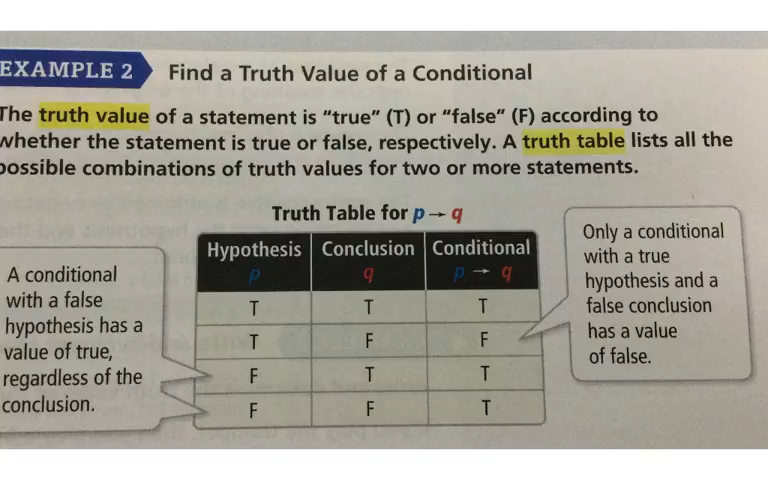 EXAMPLE 2 Find a Truth Value of a Conditional
The truth value of a statement is “true” (T) or “false” (F) according to
whether the statement is true or false, respectively. A truth table lists all the
possible combinations of truth values for two or more statements.
Truth Table for p → q
Hypothesis p Conclusion q Conditional p → q
T T T
T F F
F T T
F F T
A conditional
with a false
hypothesis has a
value of true,
regardless of the
conclusion.
Only a conditional
with a true
hypothesis and a
false conclusion
has a value
of false.